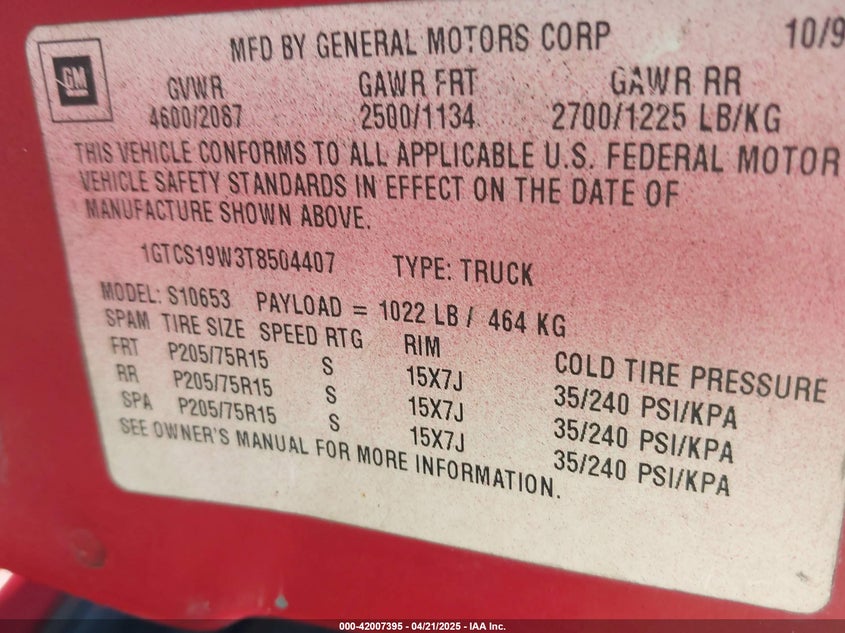 MFD BY GENERAL MOTORS CORP 10/9
GM
GVWR GAWR FRT GAWR RR
4600/2087 2500/1134 2700/1225 LB/KG
THIS VEHICLE CONFORMS TO ALL APPLICABLE U.S. FEDERAL MOTOR
VEHICLE SAFETY STANDARDS IN EFFECT ON THE DATE OF
MANUFACTURE SHOWN ABOVE.
1GTCS19W3T8504407 TYPE: TRUCK
MODEL: S10653 PAYLOAD = 1022 LB / 464 KG
SPAM TIRE SIZE SPEED RTG RIM COLD TIRE PRESSURE
FRT P205/75R15 S 15X7J 35/240 PSI/KPA
RR P205/75R15 S 15X7J 35/240 PSI/KPA
SPA P205/75R15 S 15X7J 35/240 PSI/KPA
SEE OWNER'S MANUAL FOR MORE INFORMATION.
000-42007395 - 04/21/2025 - IAA Inc.